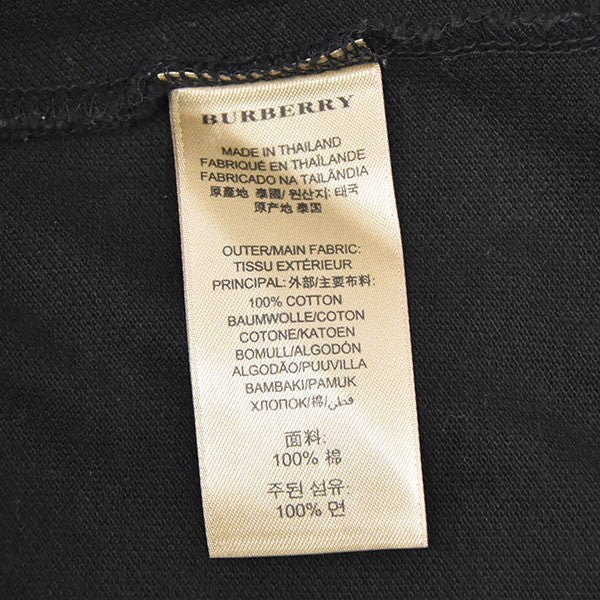 BURBERRY
MADE IN THAILAND
FABRIQUÉ EN THAÏLANDE
FABRICADO NA TAILÂNDIA
原產地 泰國/ 원산지: 태국
原产地 泰国
OUTER/MAIN FABRIC:
TISSU EXTÉRIEUR
PRINCIPAL: 外部/主要布料:
100% COTTON
BAUMWOLLE/COTON
COTONE/KATOEN
BOMULL/ALGODÓN
ALGODÃO/PUUVILLA
BAMBAKI/PAMUK
ХЛОПОК/棉/قطن
面料:
100% 棉
주된 섬유:
100% 면